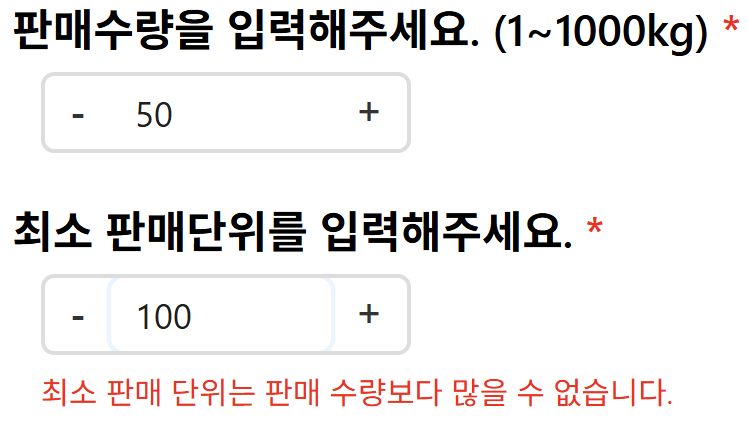 판매수량을 입력해주세요. (1~1000kg) *
- 50 +
최소 판매단위를 입력해주세요. *
- 100 +
최소 판매 단위는 판매 수량보다 많을 수 없습니다.